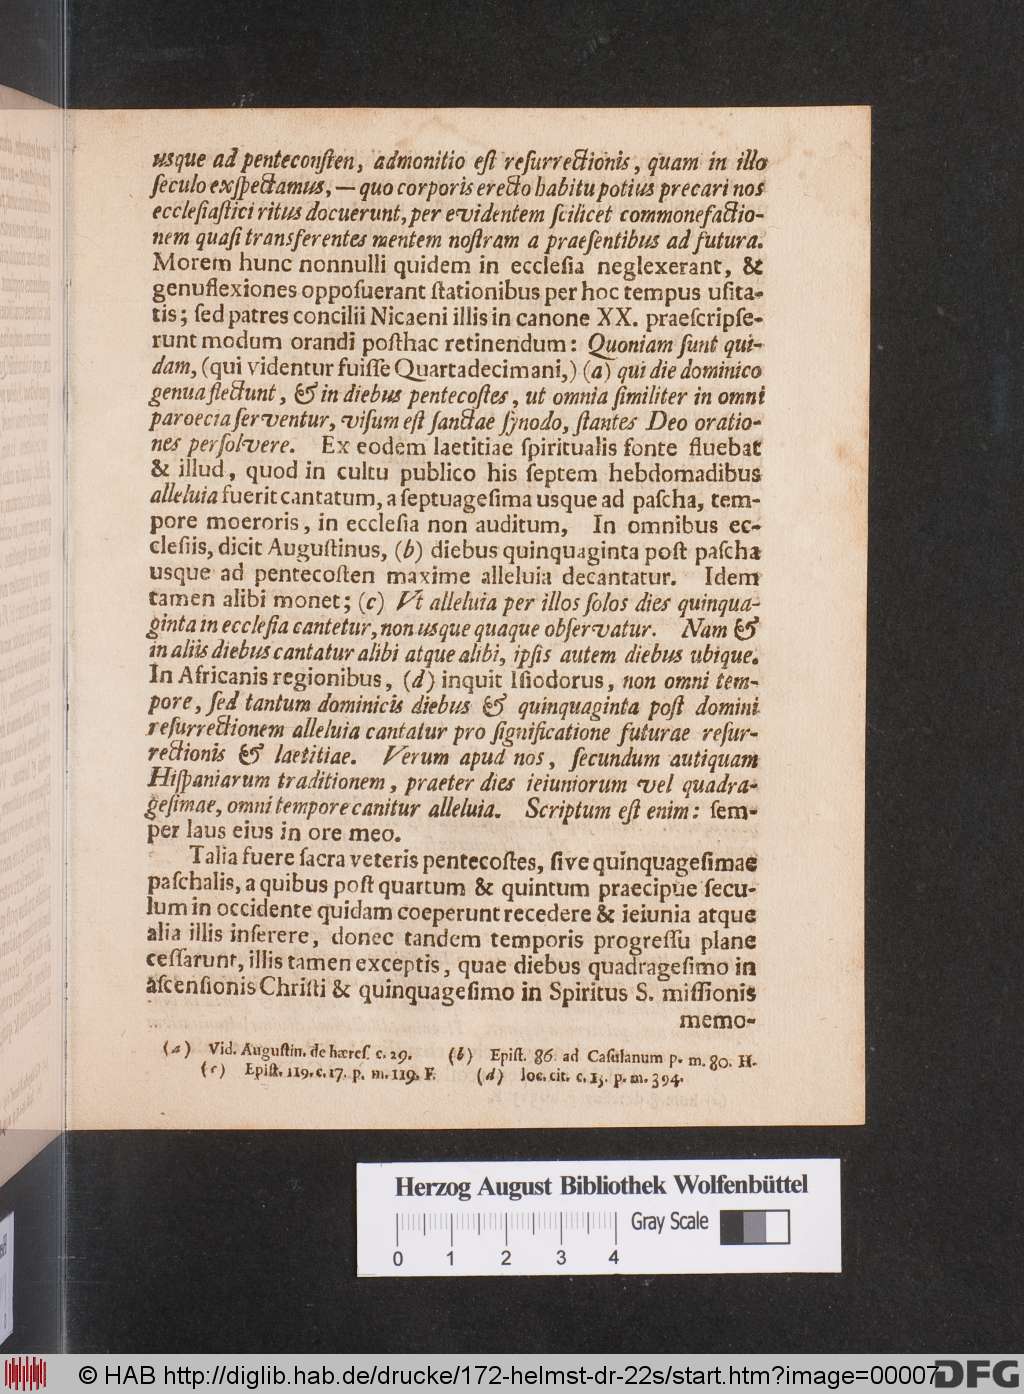 usque ad penteconſten, admonitio eſt reſurrectionis, quam in illo
ſeculo exſpectamus, — quo corporis erecto habitu potius precari nos
eccleſiaſtici ritus docuerunt, per evidentem ſcilicet commonefactio-
nem quaſi transferentes mentem noſtram a praeſentibus ad futura.
Morem hunc nonnulli quidem in eccleſia neglexerant, &
genuflexiones oppoſuerant ſtationibus per hoc tempus uſita-
tis; ſed patres concilii Nicaeni illis in canone XX. praeſcripſe-
runt modum orandi poſthac retinendum: Quoniam ſunt qui-
dam, (qui videntur fuiſſe Quartadecimani,) (a) qui die dominico
genua flectunt, & in diebus pentecoſtes, ut omnia ſimiliter in omni
paroecia ſerventur, viſum eſt ſanctae ſynodo, ſtantes Deo oratio-
nes perſolvere. Ex eodem laetitiae ſpiritualis fonte fluebat
& illud, quod in cultu publico his ſeptem hebdomadibus
alleluia fuerit cantatum, a ſeptuageſima usque ad paſcha, tem-
pore moeroris, in eccleſia non auditum, In omnibus ec-
cleſiis, dicit Auguſtinus, (b) diebus quinquaginta poſt paſcha
usque ad pentecoſten maxime alleluia decantatur. Idem
tamen alibi monet; (c) Vt alleluia per illos ſolos dies quinqua-
ginta in eccleſia cantetur, non usque quaque obſervatur. Nam &
in aliis diebus cantatur alibi atque alibi, ipſis autem diebus ubique.
In Africanis regionibus, (d) inquit Iſiodorus, non omni tem-
pore, ſed tantum dominicis diebus & quinquaginta poſt domini
reſurrectionem alleluia cantatur pro ſignificatione futurae reſur-
rectionis & laetitiae. Verum apud nos, ſecundum autiquam
Hiſpaniarum traditionem, praeter dies ieiuniorum vel quadra-
geſimae, omni tempore canitur alleluia. Scriptum eſt enim: ſem-
per laus eius in ore meo.
Talia fuere ſacra veteris pentecoſtes, ſive quinquageſimae
paſchalis, a quibus poſt quartum & quintum praecipue ſecu-
lum in occidente quidam coeperunt recedere & ieiunia atque
alia illis inſerere, donec tandem temporis progreſſu plane
ceſſarunt, illis tamen exceptis, quae diebus quadrageſimo in
aſcenſionis Chriſti & quinquageſimo in Spiritus S. miſſionis
memo-
(a) Vid. Auguſtin. de hæreſ. c. 29. (b) Epiſt. 86. ad Caſulanum p. m. 80. H.
(c) Epiſt. 119. c. 17. p. m. 119. F. (d) loc. cit. c. 13. p. m. 394.
Herzog August Bibliothek Wolfenbüttel
Gray Scale
0 1 2 3 4
© HAB http://diglib.hab.de/drucke/172-helmst-dr-22s/start.htm?image=00007
DFG